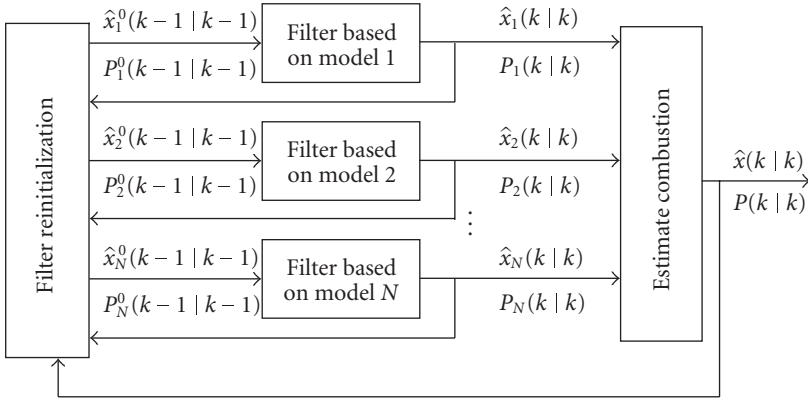 Filter reinitialization
x̂₁⁰(k − 1 | k − 1)
P₁⁰(k − 1 | k − 1)
Filter based
on model 1
x̂₁(k | k)
P₁(k | k)
x̂₂⁰(k − 1 | k − 1)
P₂⁰(k − 1 | k − 1)
Filter based
on model 2
x̂₂(k | k)
P₂(k | k)
⋮
x̂_N⁰(k − 1 | k − 1)
P_N⁰(k − 1 | k − 1)
Filter based
on model N
x̂_N(k | k)
P_N(k | k)
Estimate combustion
x̂(k | k)
P(k | k)